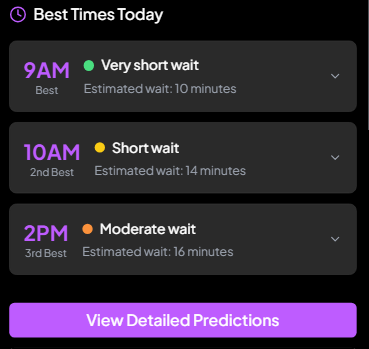 Best Times Today
9AM
Best
Very short wait
Estimated wait: 10 minutes
10AM
2nd Best
Short wait
Estimated wait: 14 minutes
2PM
3rd Best
Moderate wait
Estimated wait: 16 minutes
View Detailed Predictions